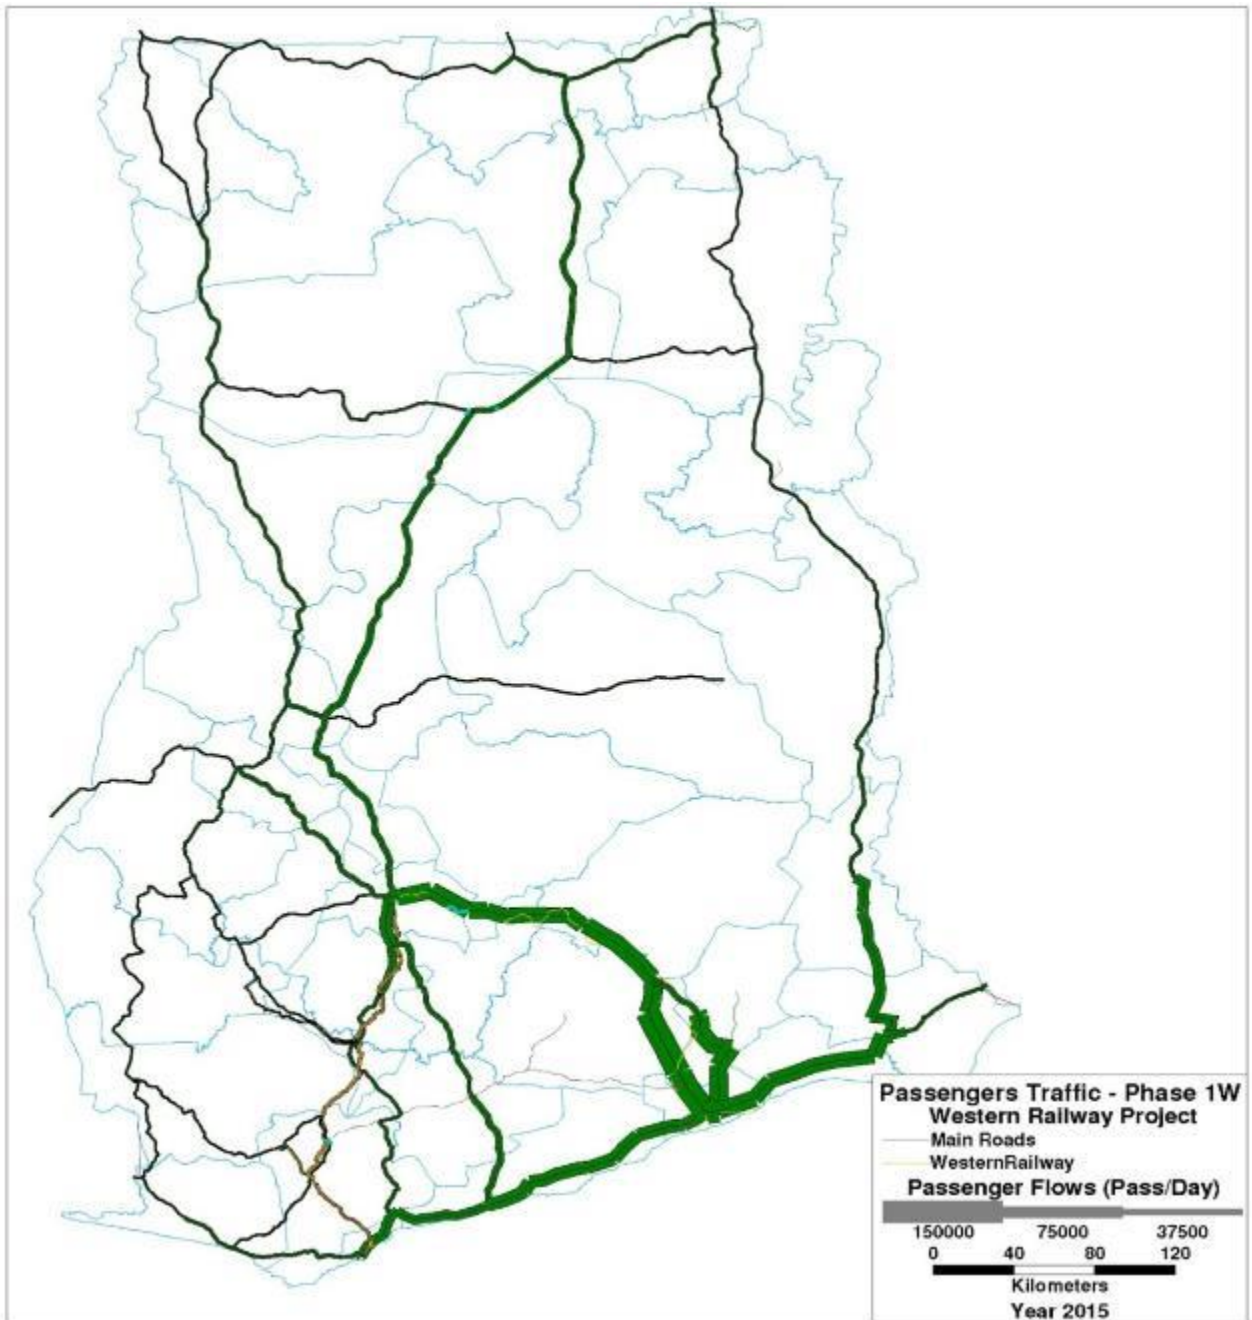 Passengers Traffic - Phase 1W
Western Railway Project
Main Roads
WesternRailway
Passenger Flows (Pass/Day)
150000 75000 37500
0 40 80 120
Kilometers
Year 2015